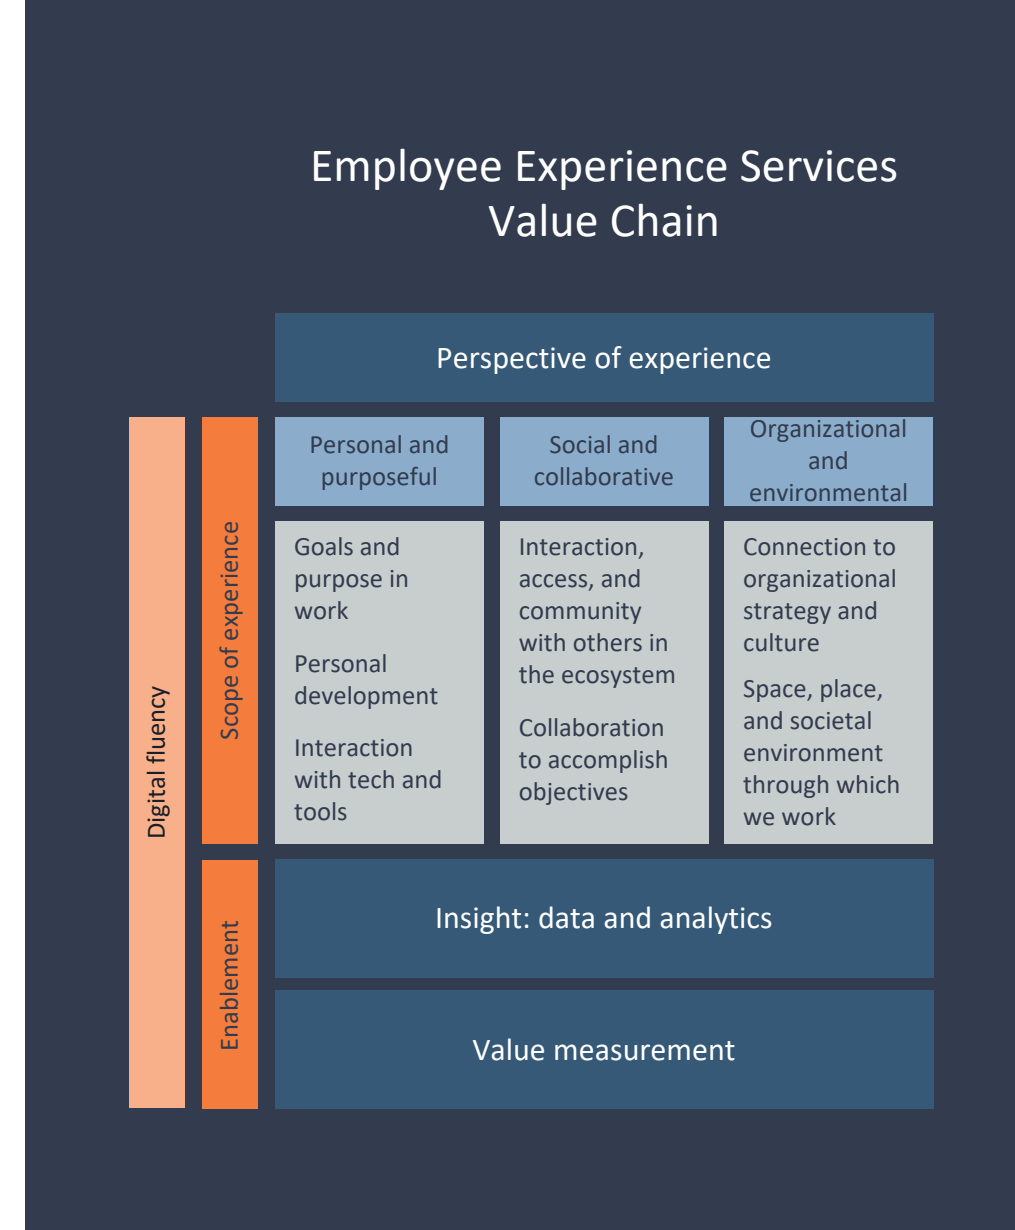 Employee Experience Services
Value Chain
Perspective of experience
Digital fluency
Scope of experience
Personal and
purposeful
Social and
collaborative
Organizational
and
environmental
Goals and
purpose in
work
Personal
development
Interaction
with tech and
tools
Interaction,
access, and
community
with others in
the ecosystem
Collaboration
to accomplish
objectives
Connection to
organizational
strategy and
culture
Space, place,
and societal
environment
through which
we work
Enablement
Insight: data and analytics
Value measurement